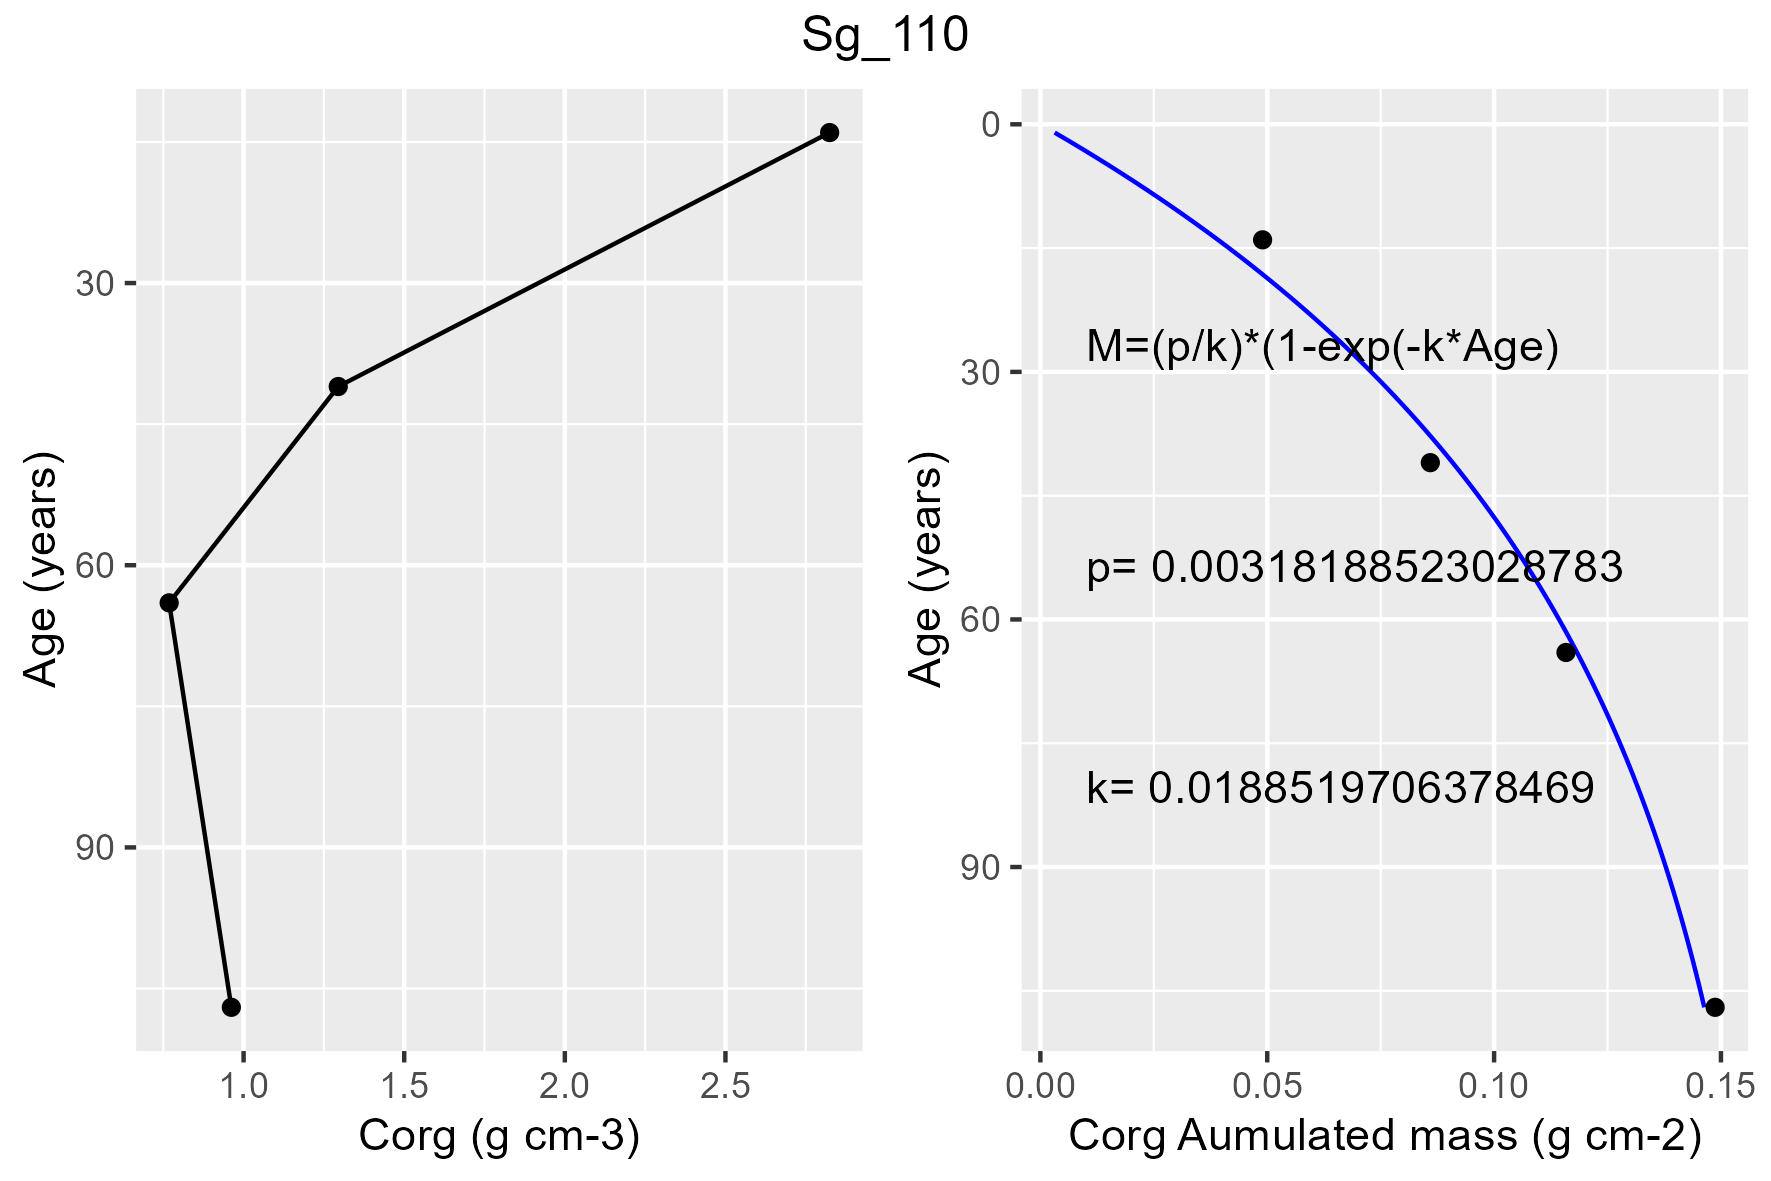 Sg_110
Age (years)
30
60
90
1.0
1.5
2.0
2.5
Corg (g cm-3)
Age (years)
0
30
60
90
M=(p/k)*(1-exp(-k*Age)
p= 0.00318188523028783
k= 0.0188519706378469
0.00
0.05
0.10
0.15
Corg Aumulated mass (g cm-2)